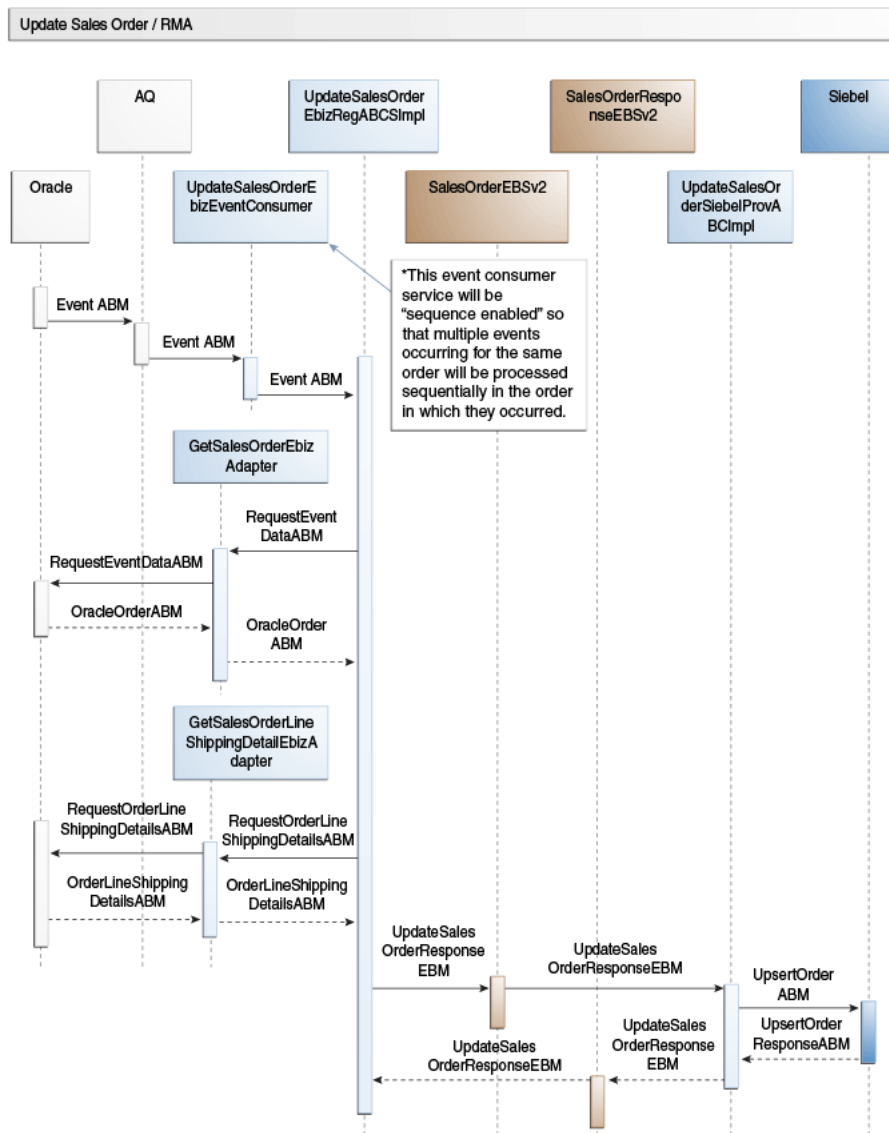 Update Sales Order / RMA
AQ
UpdateSalesOrder
EbizRegABCSImpl
SalesOrderRespo
nseEBSv2
Siebel
Oracle
UpdateSalesOrderE
bizEventConsumer
SalesOrderEBSv2
UpdateSalesOr
derSiebelProvA
BCImpl
*This event consumer
service will be
“sequence enabled” so
that multiple events
occurring for the same
order will be processed
sequentially in the order
in which they occurred.
Event ABM
Event ABM
Event ABM
GetSalesOrderEbiz
Adapter
RequestEvent
DataABM
RequestEventDataABM
OracleOrderABM
OracleOrder
ABM
GetSalesOrderLine
ShippingDetailEbizA
dapter
RequestOrderLine
ShippingDetailsABM
RequestOrderLine
ShippingDetailsABM
OrderLineShipping
DetailsABM
OrderLineShipping
DetailsABM
UpdateSales
OrderResponse
EBM
UpdateSales
OrderResponseEBM
UpsertOrder
ABM
UpsertOrder
ResponseABM
UpdateSales
OrderResponse
EBM
UpdateSales
OrderResponseEBM